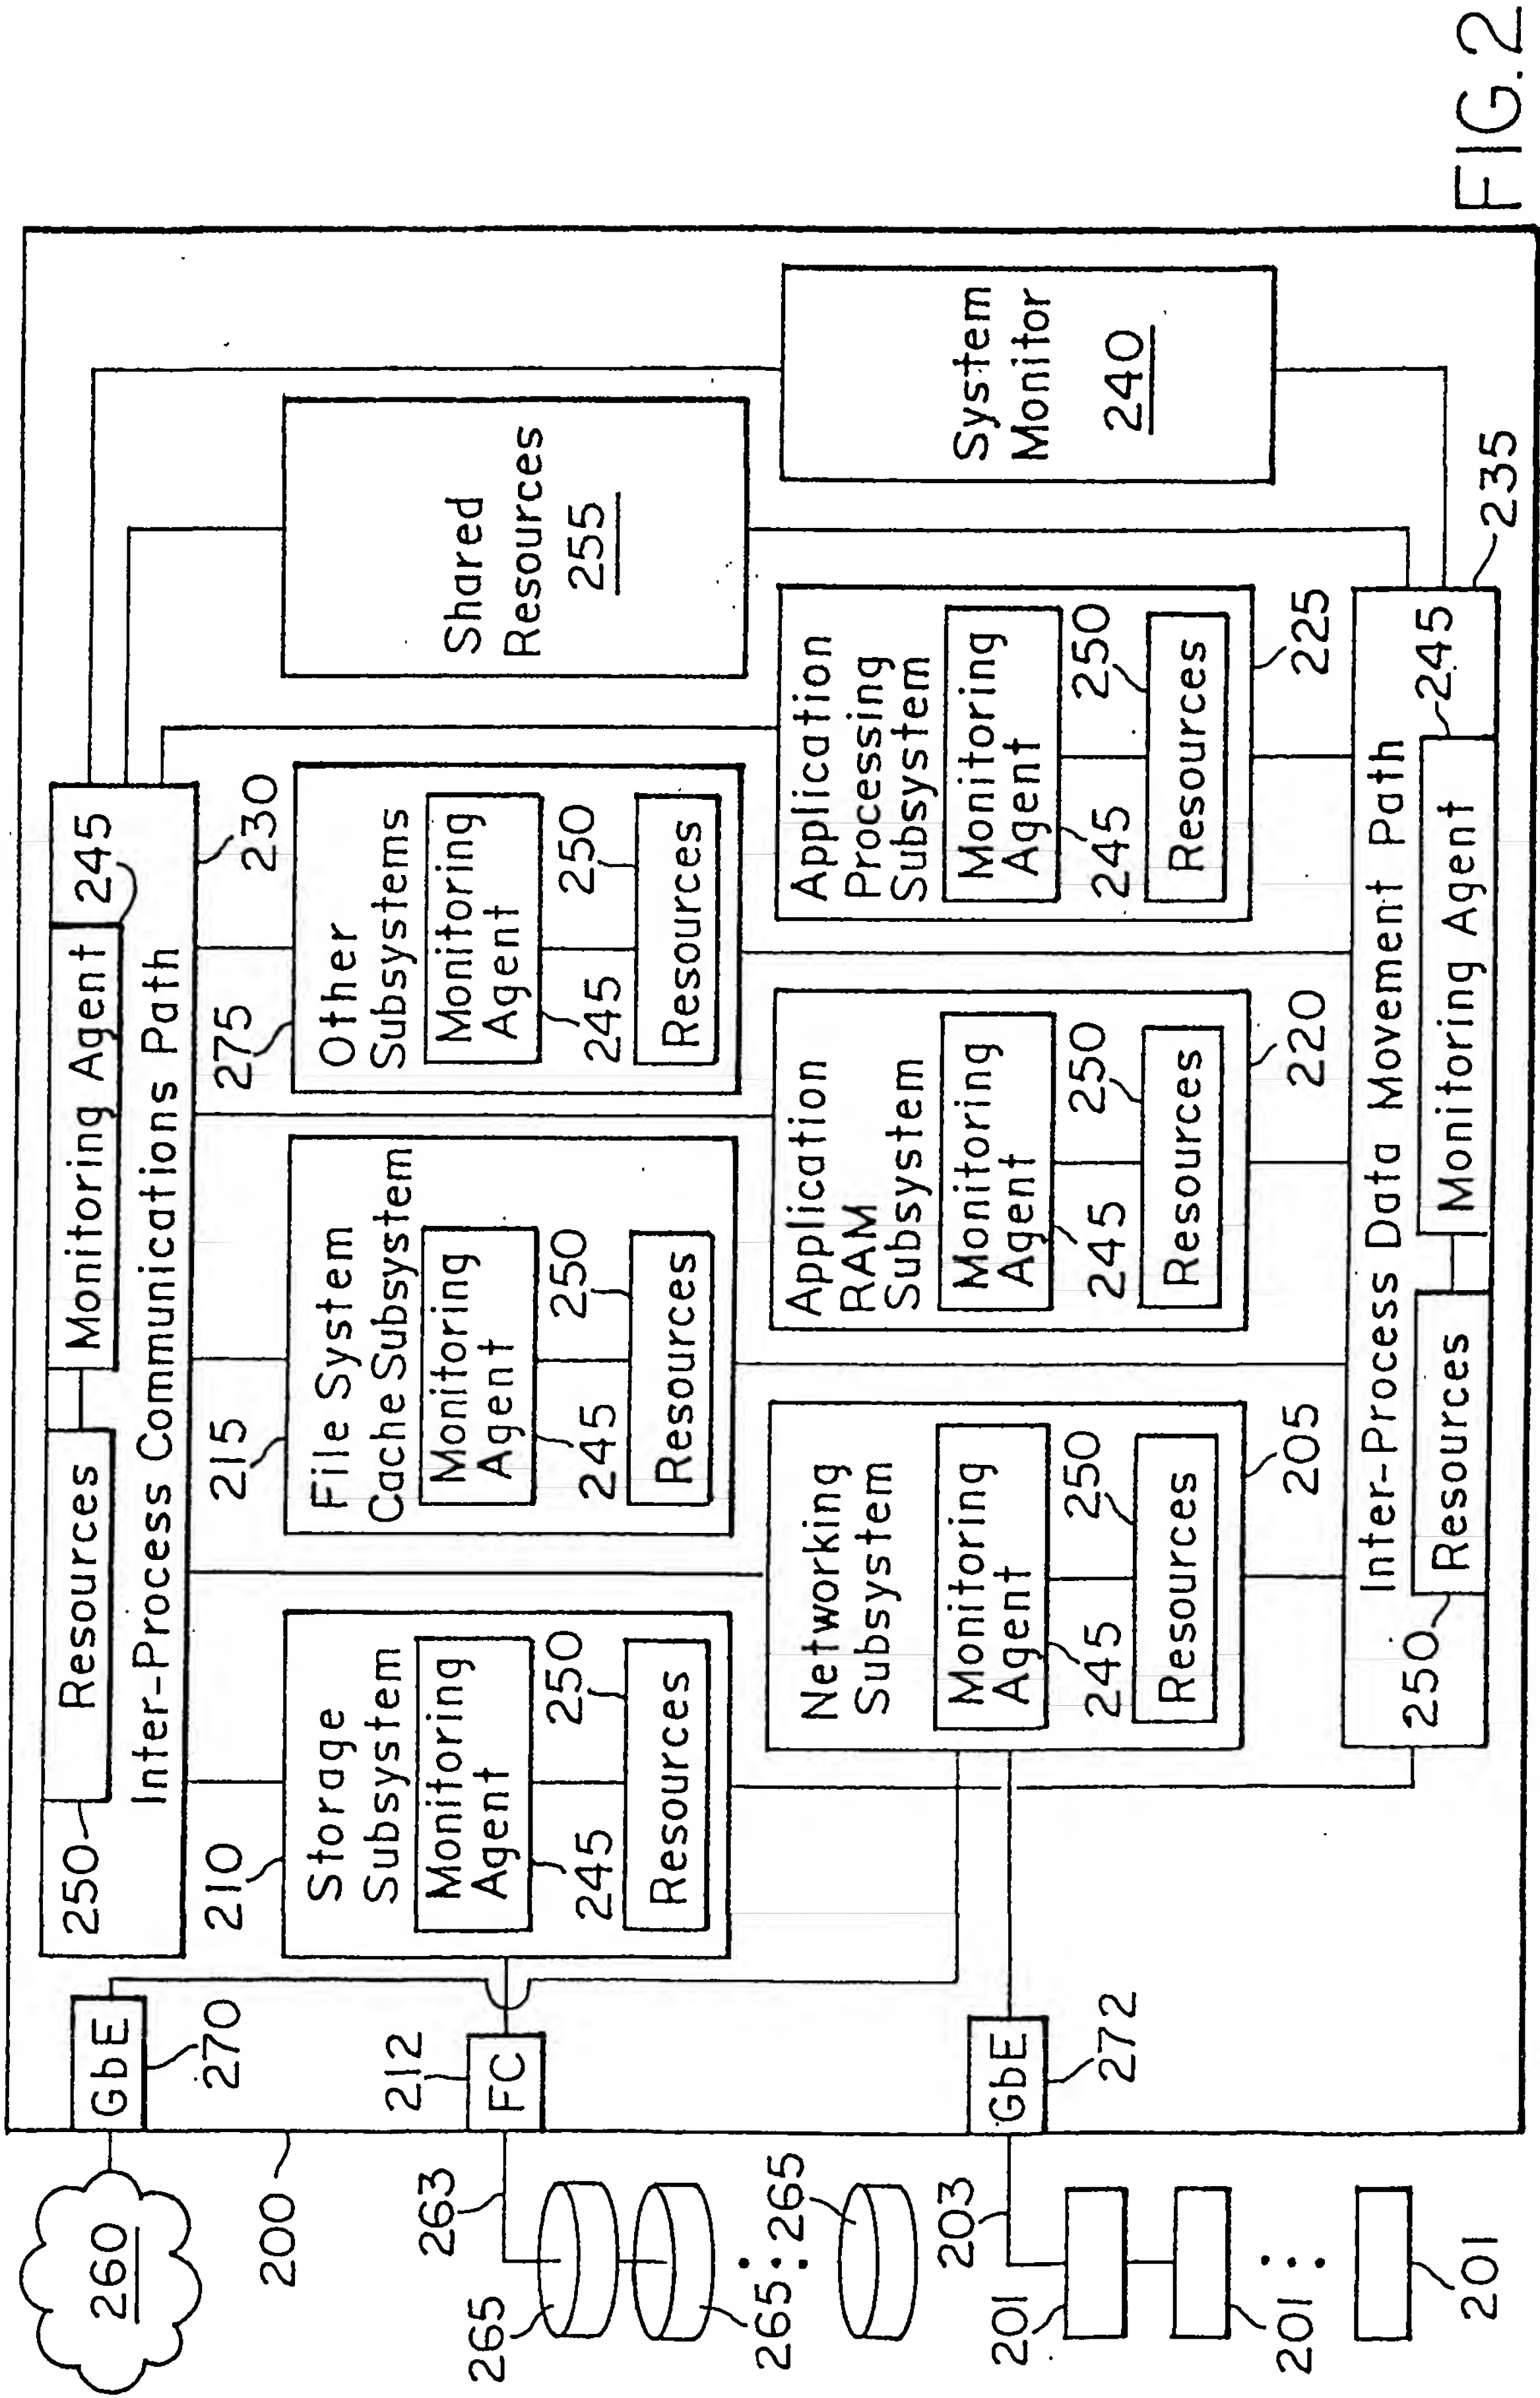 260
GbE
270
200
250
Resources
Monitoring Agent
245
Inter-Process Communications Path
230
210
Storage
Subsystem
Monitoring
Agent
245
250
Resources
215
File System
Cache Subsystem
Monitoring
Agent
245
250
Resources
275
Other
Subsystems
Monitoring
Agent
245
250
Resources
Shared
Resources
255
263
212
FC
265
265
265
Networking
Subsystem
Monitoring
Agent
245
250
Resources
205
Application
RAM
Subsystem
Monitoring
Agent
245
250
Resources
220
Application
Processing
Subsystem
Monitoring
Agent
245
250
Resources
225
System
Monitor
240
203
GbE
272
201
201
201
Inter-Process Data Movement Path
235
250
Resources
Monitoring Agent
245
FIG.2